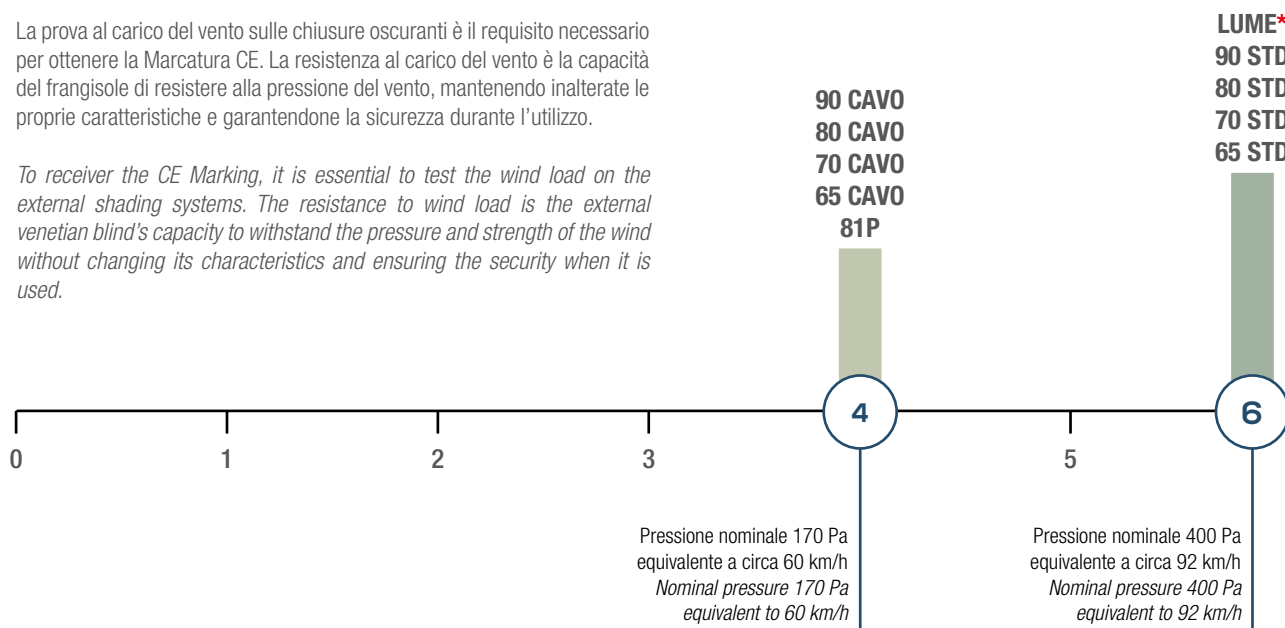 La prova al carico del vento sulle chiusure oscuranti è il requisito necessario
per ottenere la Marcatura CE. La resistenza al carico del vento è la capacità
del frangisole di resistere alla pressione del vento, mantenendo inalterate le
proprie caratteristiche e garantendone la sicurezza durante l'utilizzo.
To receiver the CE Marking, it is essential to test the wind load on the
external shading systems. The resistance to wind load is the external
venetian blind's capacity to withstand the pressure and strength of the wind
without changing its characteristics and ensuring the security when it is
used.
90 CAVO
80 CAVO
70 CAVO
65 CAVO
81P
LUME*
90 STD
80 STD
70 STD
65 STD
0
1
2
3
4
5
6
Pressione nominale 170 Pa
equivalente a circa 60 km/h
Nominal pressure 170 Pa
equivalent to 60 km/h
Pressione nominale 400 Pa
equivalente a circa 92 km/h
Nominal pressure 400 Pa
equivalent to 92 km/h